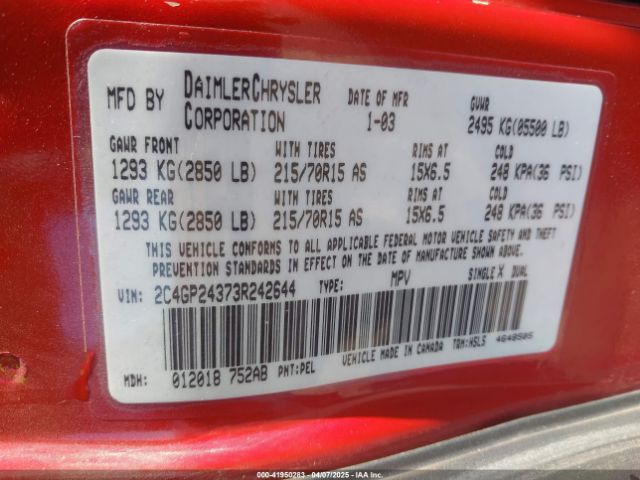 MFD BY DAIMLERCHRYSLER CORPORATION DATE OF MFR 1-03 GVWR 2495 KG(05500 LB)
GAWR FRONT WITH TIRES RIMS AT COLD
1293 KG(2850 LB) 215/70R15 AS 15X6.5 248 KPA(36 PSI)
GAWR REAR WITH TIRES RIMS AT COLD
1293 KG(2850 LB) 215/70R15 AS 15X6.5 248 KPA(36 PSI)
THIS VEHICLE CONFORMS TO ALL APPLICABLE FEDERAL MOTOR VEHICLE SAFETY AND THEFT
PREVENTION STANDARDS IN EFFECT ON THE DATE OF MANUFACTURE SHOWN ABOVE.
VIN: 2C4GP24373R242644 TYPE: MPV SINGLE X DUAL
VEHICLE MADE IN CANADA TRM:HSL5 4648505
MDH: 012018 752AB PNT:PEL
000-41950283 - 04/07/2025 - IAAI.COM